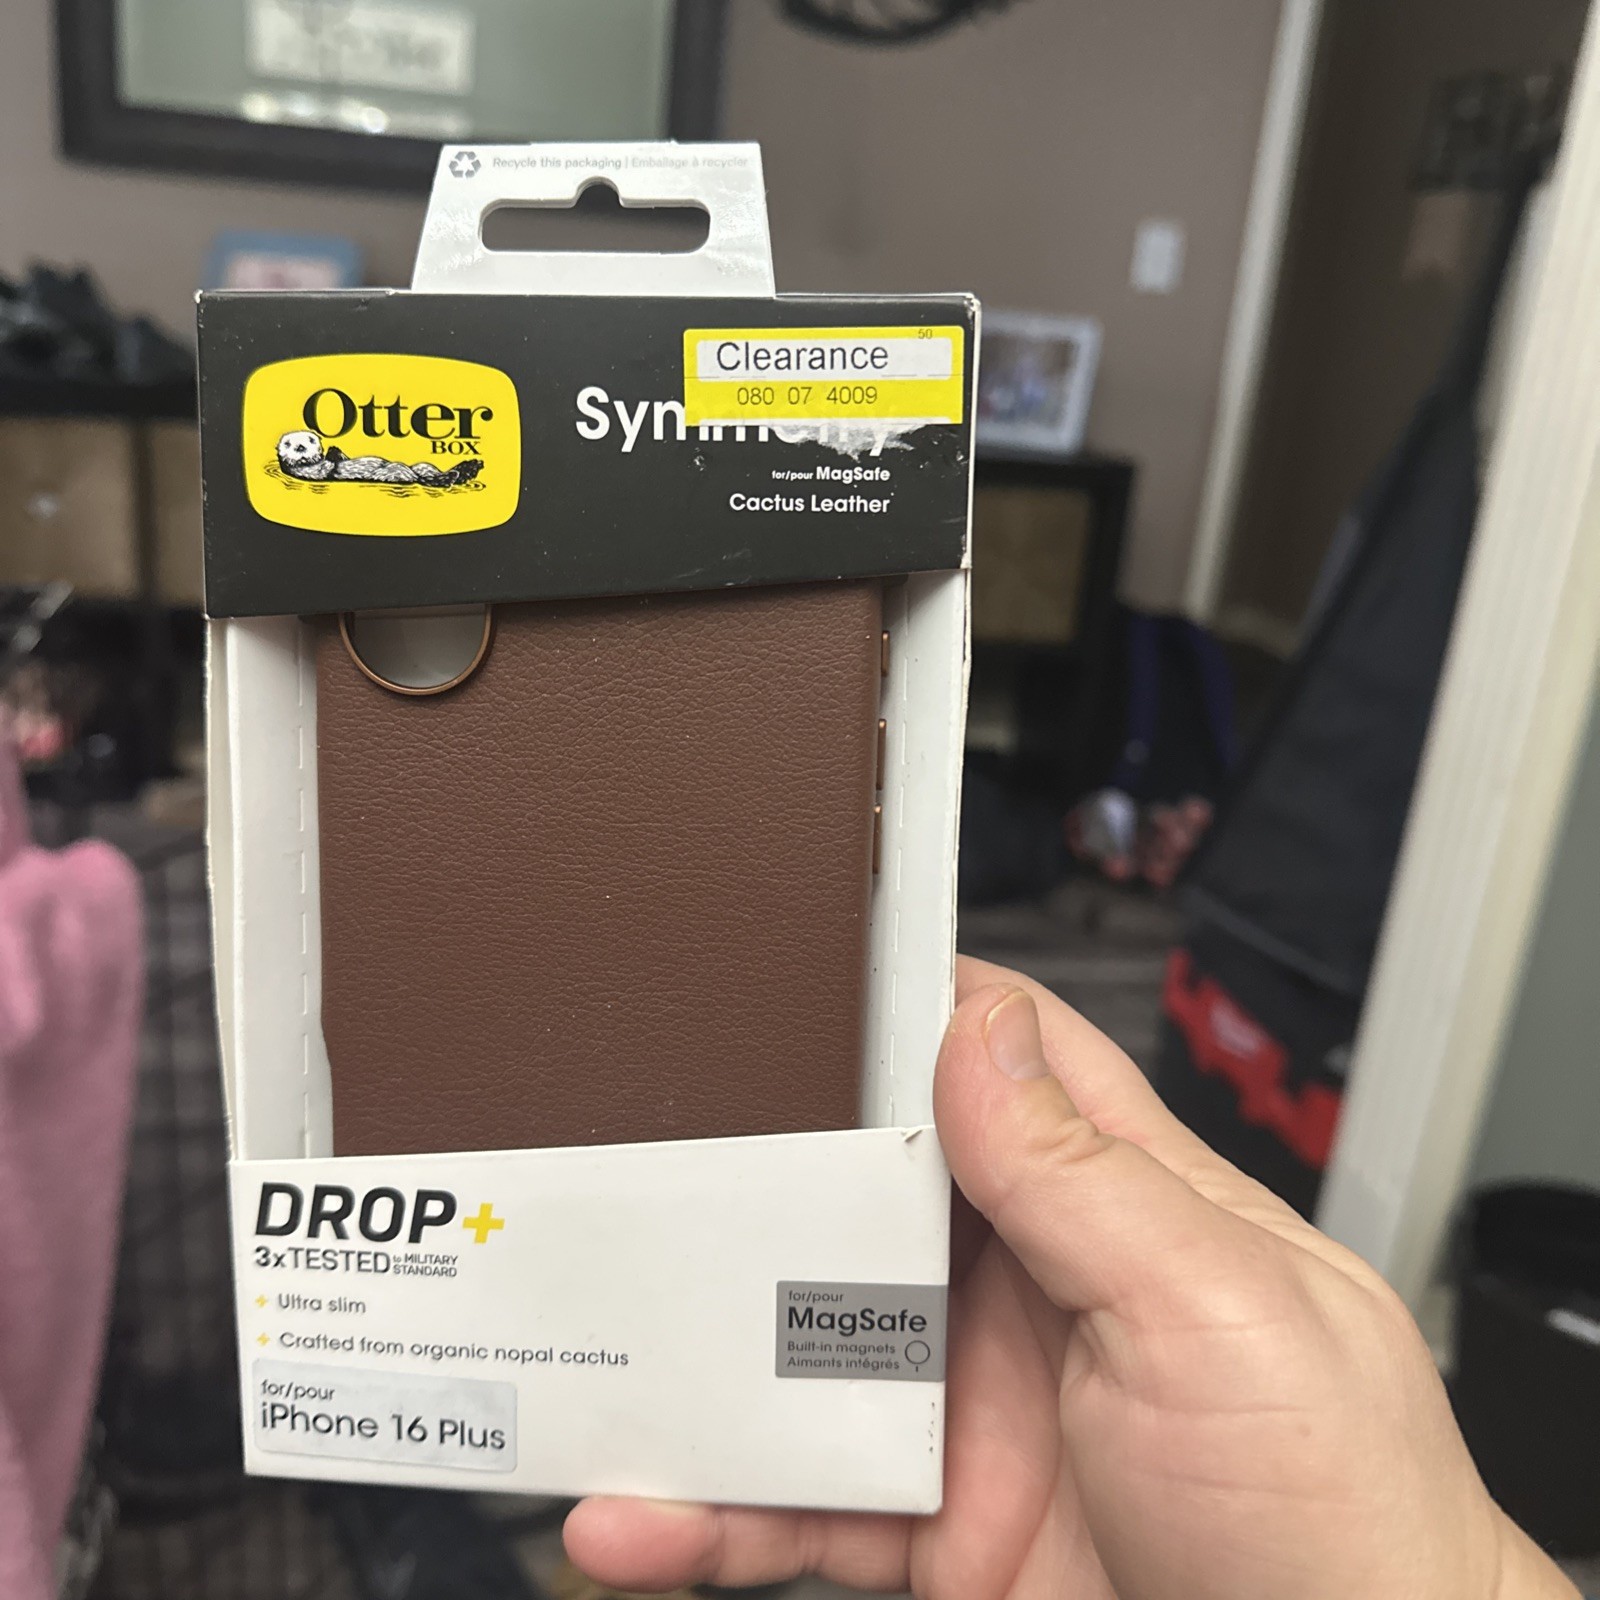 Recycle this packaging | Emballage à recycler
50
Clearance
080 07 4009
Otter
BOX
Symmetry
for/pour MagSafe
Cactus Leather
DROP+
3xTESTED to MILITARY
STANDARD
+ Ultra slim
+ Crafted from organic nopal cactus
for/pour
MagSafe
Built-in magnets
Aimants intégrés
for/pour
iPhone 16 Plus